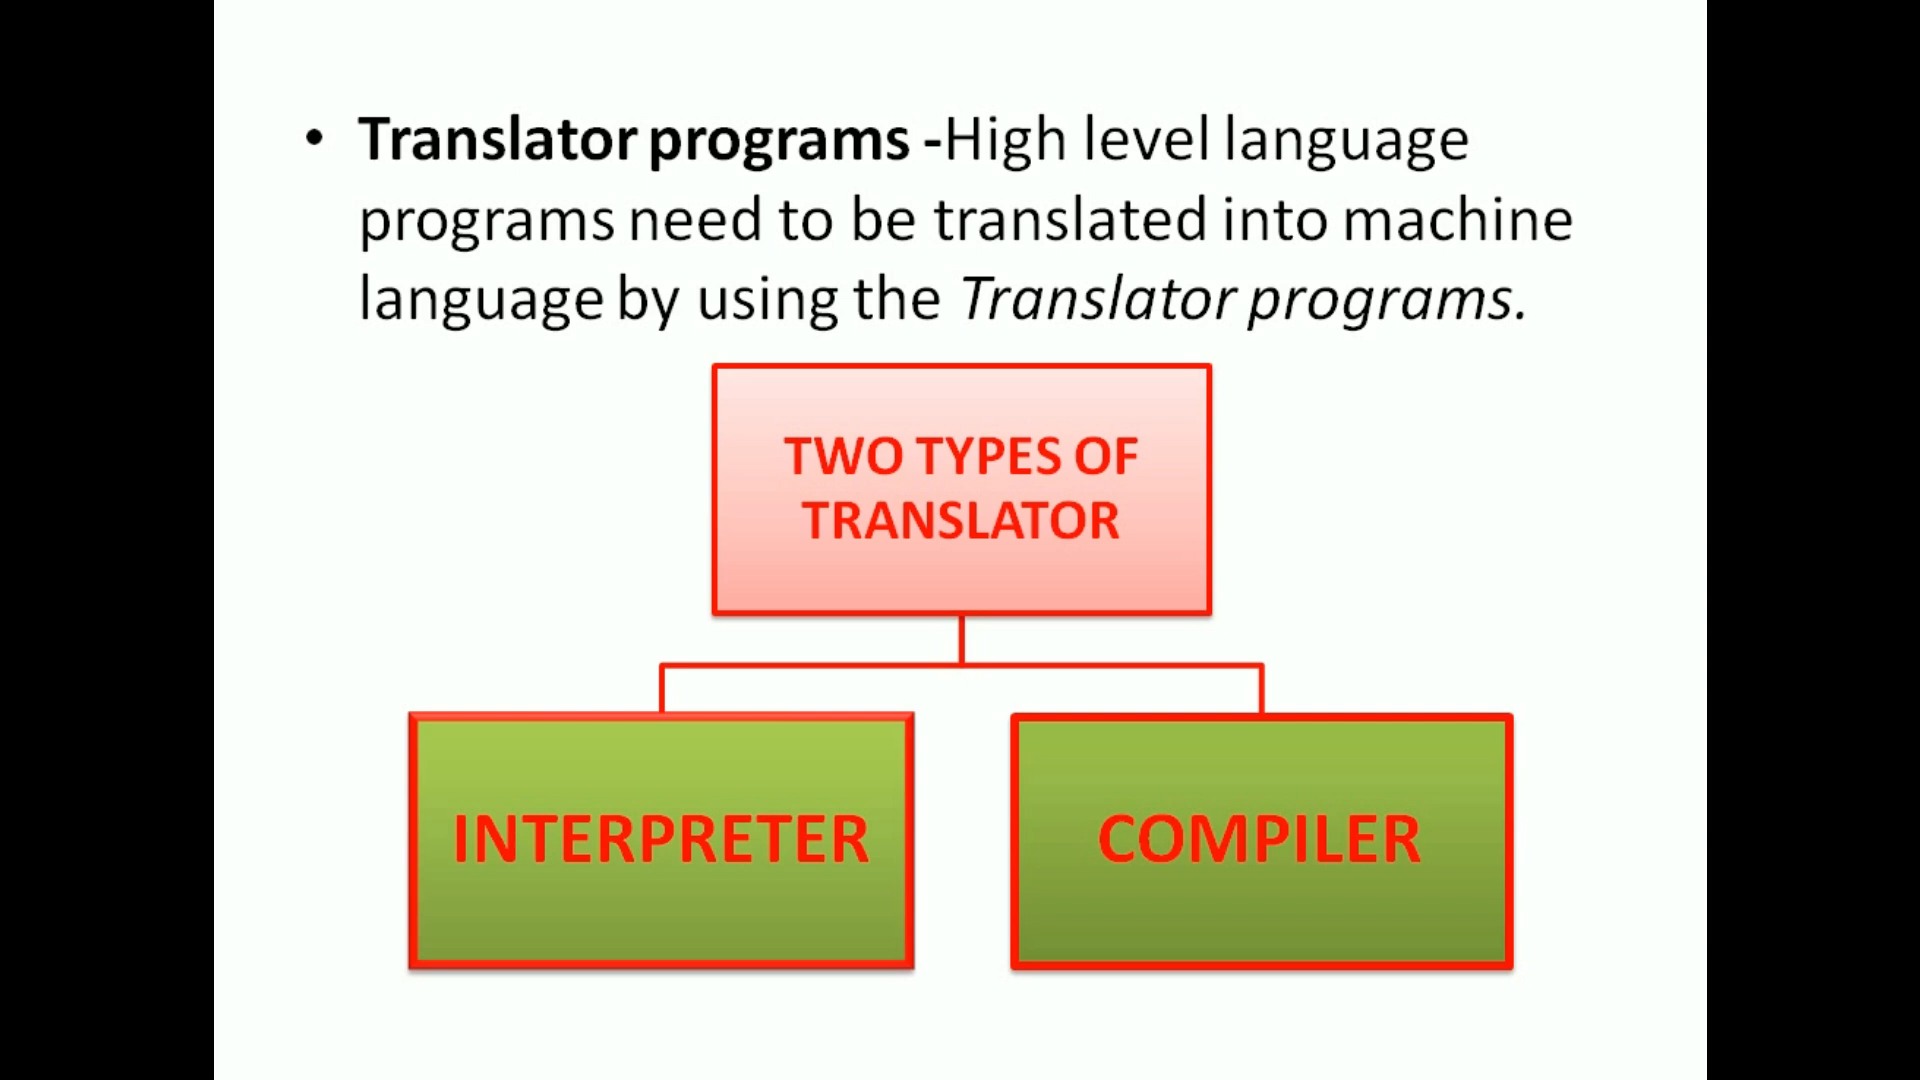 • Translator programs -High level language
programs need to be translated into machine
language by using the Translator programs.
TWO TYPES OF
TRANSLATOR
INTERPRETER
COMPILER